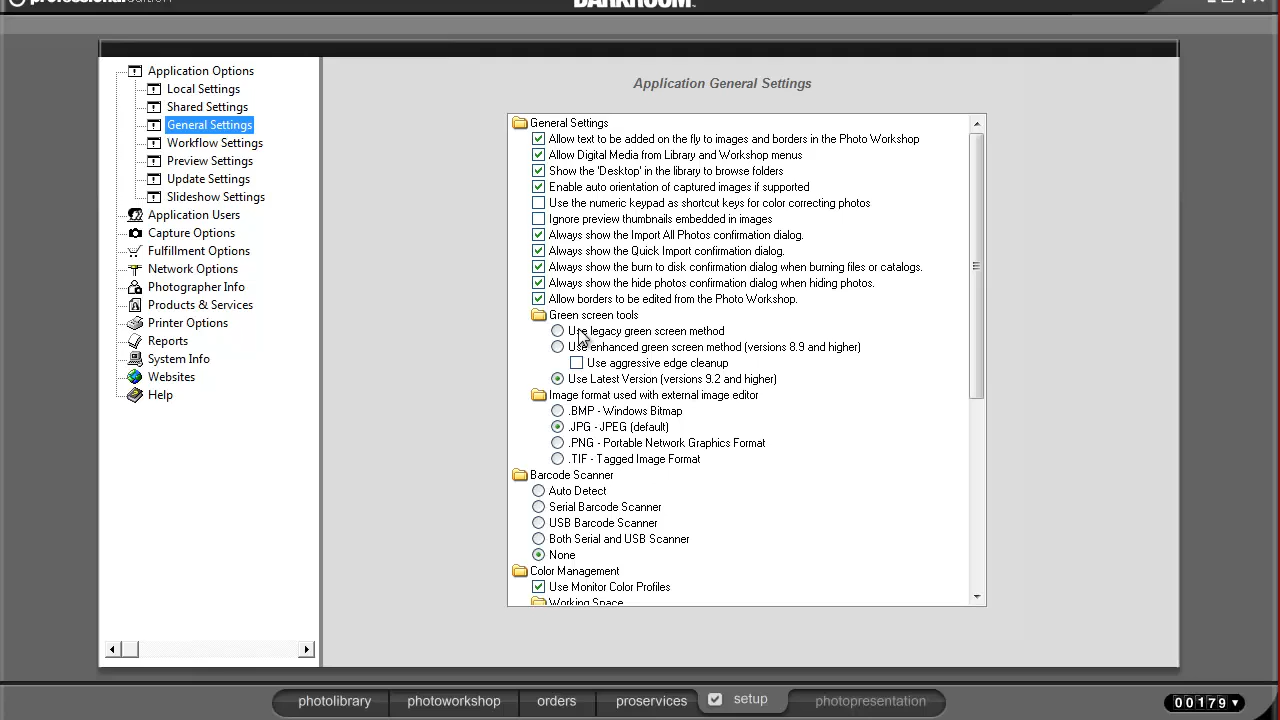 professional
DARKROOM
Application Options
Local Settings
Shared Settings
General Settings
Workflow Settings
Preview Settings
Update Settings
Slideshow Settings
Application Users
Capture Options
Fulfillment Options
Network Options
Photographer Info
Products & Services
Printer Options
Reports
System Info
Websites
Help
Application General Settings
General Settings
Allow text to be added on the fly to images and borders in the Photo Workshop
Allow Digital Media from Library and Workshop menus
Show the 'Desktop' in the library to browse folders
Enable auto orientation of captured images if supported
Use the numeric keypad as shortcut keys for color correcting photos
Ignore preview thumbnails embedded in images
Always show the Import All Photos confirmation dialog.
Always show the Quick Import confirmation dialog.
Always show the burn to disk confirmation dialog when burning files or catalogs.
Always show the hide photos confirmation dialog when hiding photos.
Allow borders to be edited from the Photo Workshop.
Green screen tools
Use legacy green screen method
Use enhanced green screen method (versions 8.9 and higher)
Use aggressive edge cleanup
Use Latest Version (versions 9.2 and higher)
Image format used with external image editor
.BMP - Windows Bitmap
.JPG - JPEG (default)
.PNG - Portable Network Graphics Format
.TIF - Tagged Image Format
Barcode Scanner
Auto Detect
Serial Barcode Scanner
USB Barcode Scanner
Both Serial and USB Scanner
None
Color Management
Use Monitor Color Profiles
Working Space
photolibrary
photoworkshop
orders
proservices
setup
photopresentation
00179